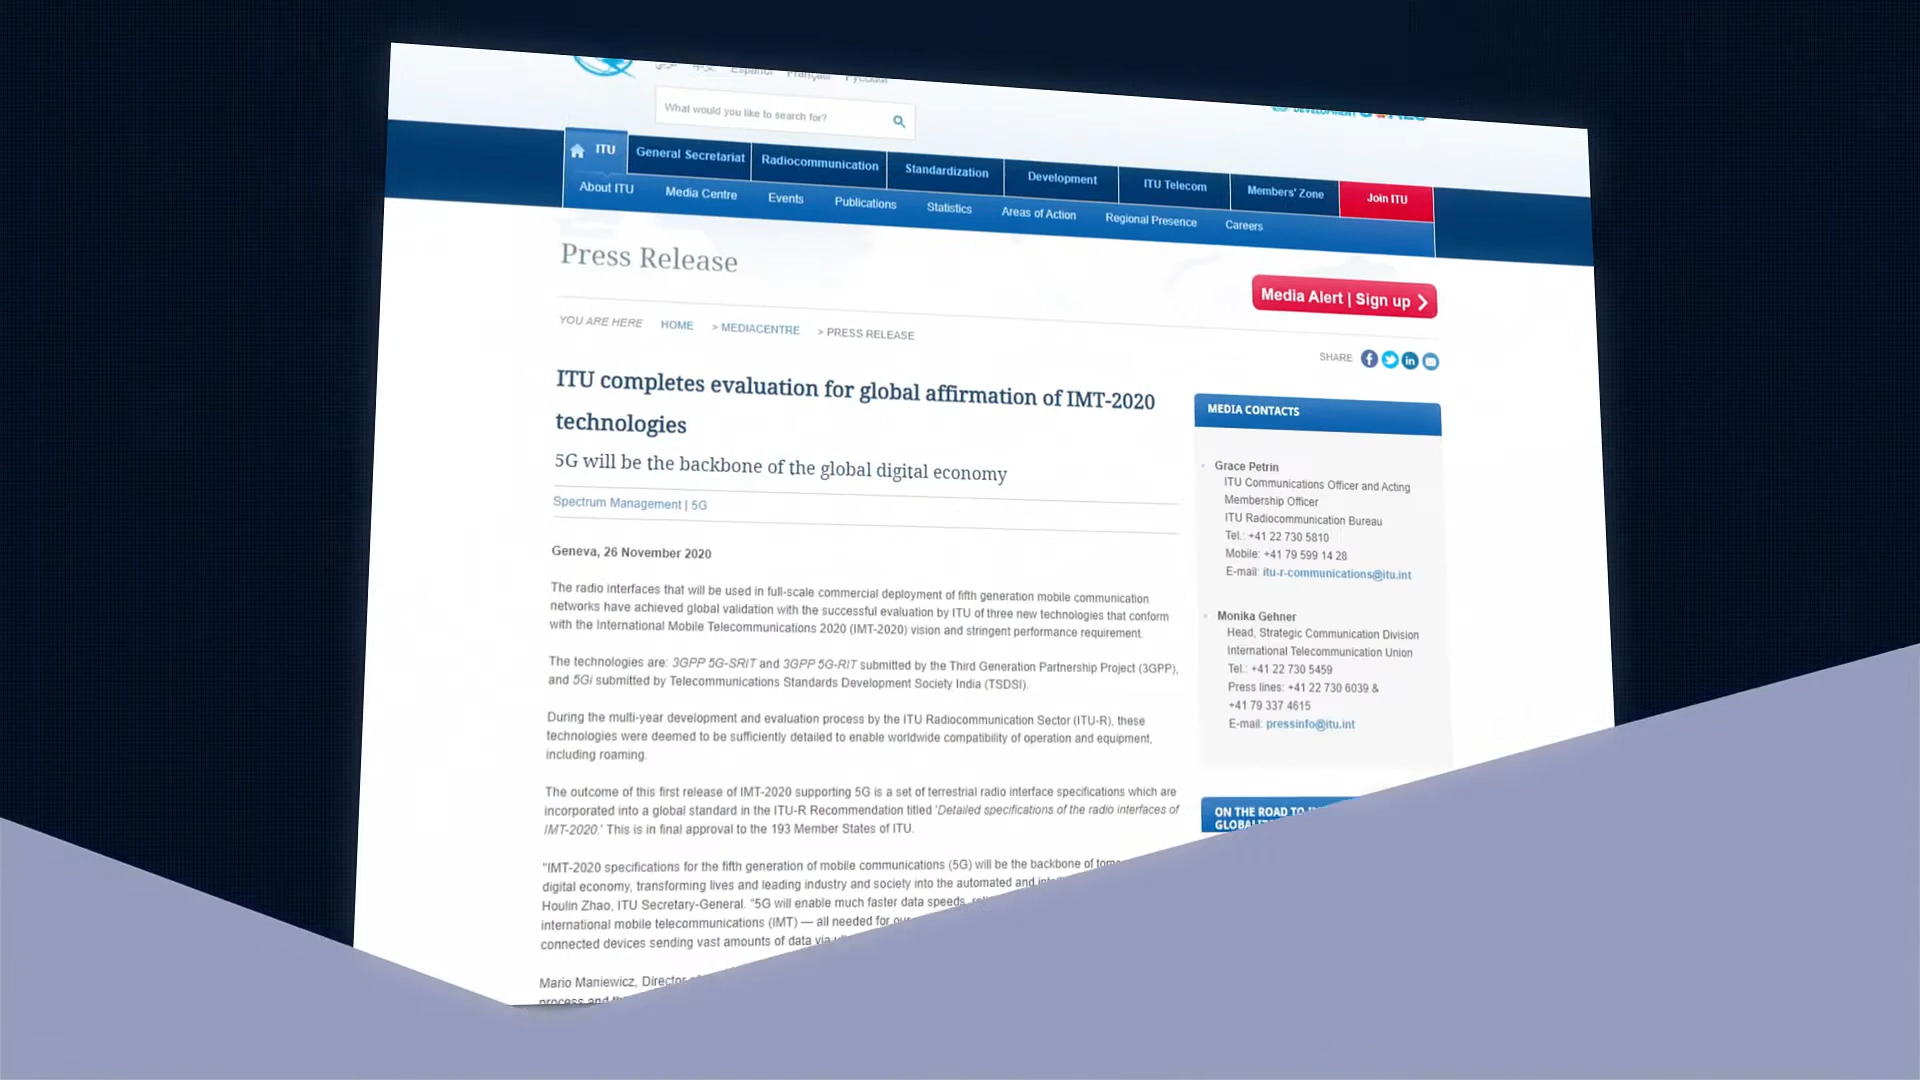 Español Français Русский
What would you like to search for?
ITU
General Secretariat
Radiocommunication
Standardization
Development
ITU Telecom
Members' Zone
Join ITU
About ITU
Media Centre
Events
Publications
Statistics
Areas of Action
Regional Presence
Careers
Press Release
Media Alert | Sign up
YOU ARE HERE HOME > MEDIACENTRE > PRESS RELEASE
SHARE
ITU completes evaluation for global affirmation of IMT-2020
technologies
5G will be the backbone of the global digital economy
Spectrum Management | 5G
Geneva, 26 November 2020
The radio interfaces that will be used in full-scale commercial deployment of fifth generation mobile communication
networks have achieved global validation with the successful evaluation by ITU of three new technologies that conform
with the International Mobile Telecommunications 2020 (IMT-2020) vision and stringent performance requirement.
The technologies are: 3GPP 5G-SRIT and 3GPP 5G-RIT submitted by the Third Generation Partnership Project (3GPP),
and 5Gi submitted by Telecommunications Standards Development Society India (TSDSI).
During the multi-year development and evaluation process by the ITU Radiocommunication Sector (ITU-R), these
technologies were deemed to be sufficiently detailed to enable worldwide compatibility of operation and equipment,
including roaming.
The outcome of this first release of IMT-2020 supporting 5G is a set of terrestrial radio interface specifications which are
incorporated into a global standard in the ITU-R Recommendation titled 'Detailed specifications of the radio interfaces of
IMT-2020.' This is in final approval to the 193 Member States of ITU.
"IMT-2020 specifications for the fifth generation of mobile communications (5G) will be the backbone of
digital economy, transforming lives and leading industry and society into the automated and
Houlin Zhao, ITU Secretary-General. "5G will enable much faster data speeds,
international mobile telecommunications (IMT) — all needed for
connected devices sending vast amounts of data via
Mario Maniewicz, Director
process and
MEDIA CONTACTS
Grace Petrin
ITU Communications Officer and Acting
Membership Officer
ITU Radiocommunication Bureau
Tel.: +41 22 730 5810
Mobile: +41 79 599 14 28
E-mail: itu-r-communications@itu.int
Monika Gehner
Head, Strategic Communication Division
International Telecommunication Union
Tel.: +41 22 730 5459
Press lines: +41 22 730 6039 &
+41 79 337 4615
E-mail: pressinfo@itu.int
ON THE ROAD TO